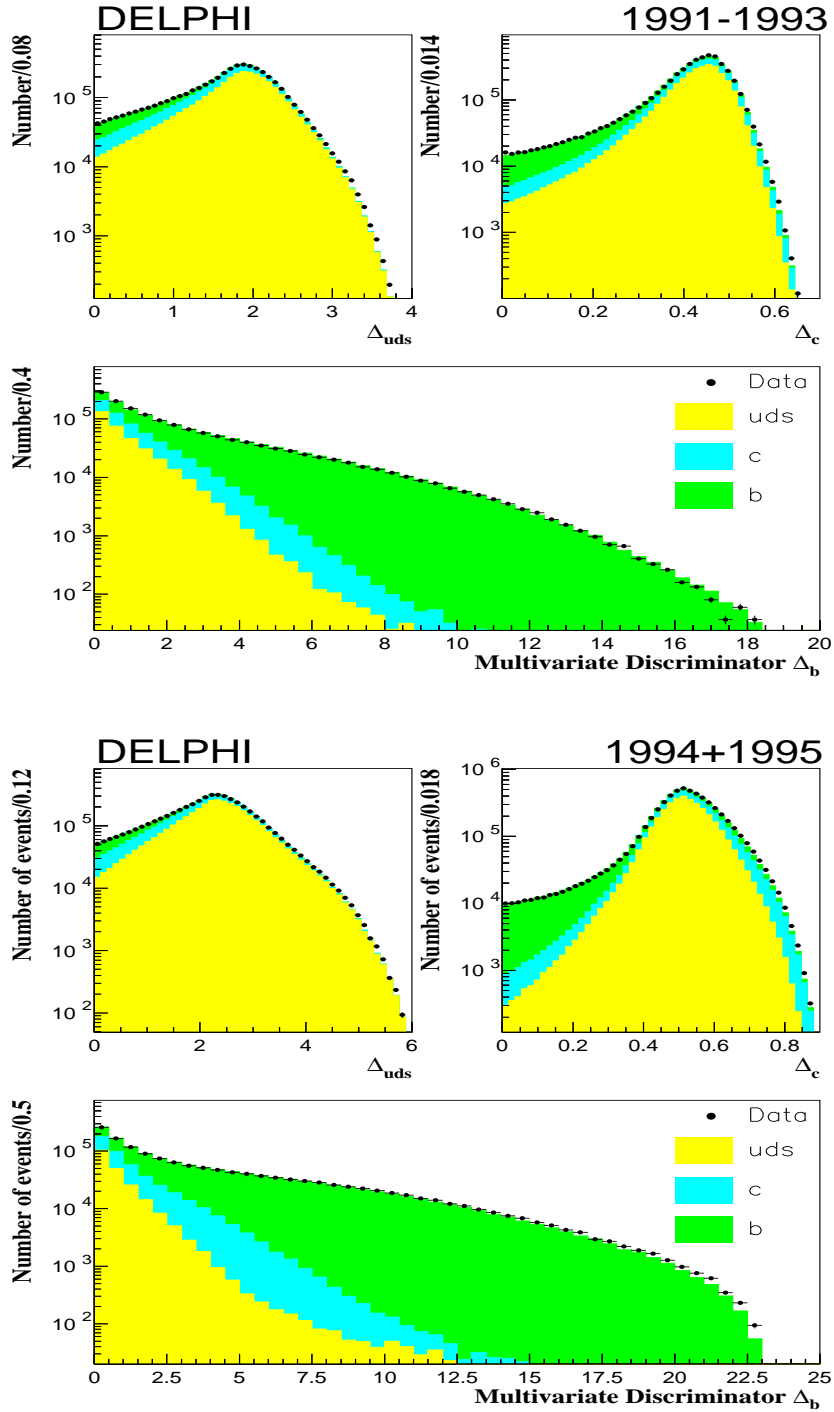 DELPHI 1991-1993
Number/0.08
10^5
10^4
10^3
0 1 2 3 4
Δuds
Number/0.014
10^5
10^4
10^3
0 0.2 0.4 0.6
Δc
Number/0.4
10^5
10^4
10^3
10^2
0 2 4 6 8 10 12 14 16 18 20
Multivariate Discriminator Δb
Data
uds
c
b
DELPHI 1994+1995
Number of events/0.12
10^5
10^4
10^3
10^2
0 2 4 6
Δuds
Number of events/0.018
10^6
10^5
10^4
10^3
0 0.2 0.4 0.6 0.8
Δc
Number of events/0.5
10^5
10^4
10^3
10^2
0 2.5 5 7.5 10 12.5 15 17.5 20 22.5 25
Multivariate Discriminator Δb
Data
uds
c
b